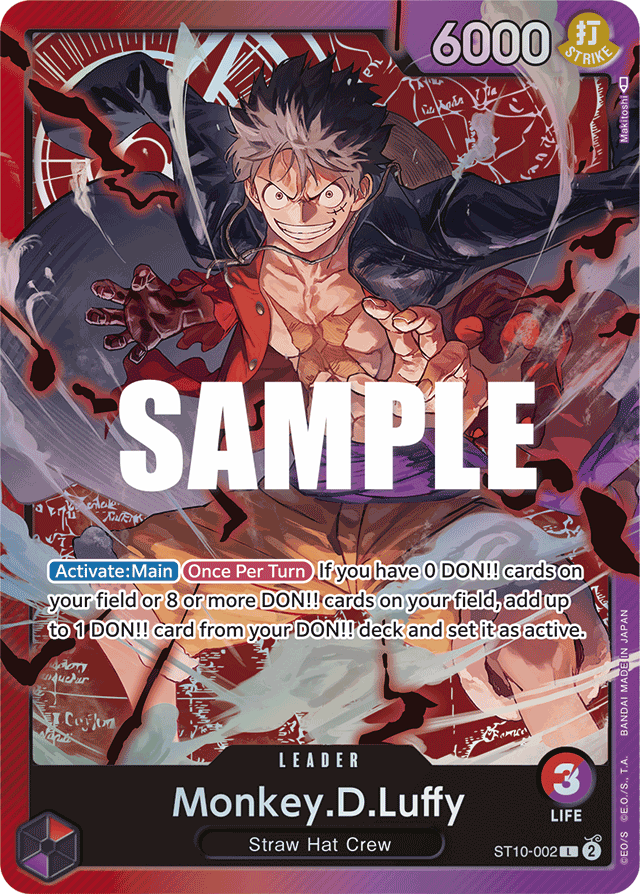 6000
打
STRIKE
Makitoshi
SAMPLE
Activate:Main Once Per Turn If you have 0 DON!! cards on
your field or 8 or more DON!! cards on your field, add up
to 1 DON!! card from your DON!! deck and set it as active.
LEADER
Monkey.D.Luffy
Straw Hat Crew
3
LIFE
ST10-002 L 2
©E.O/S ©E.O./S., T.A. BANDAI MADE IN JAPAN